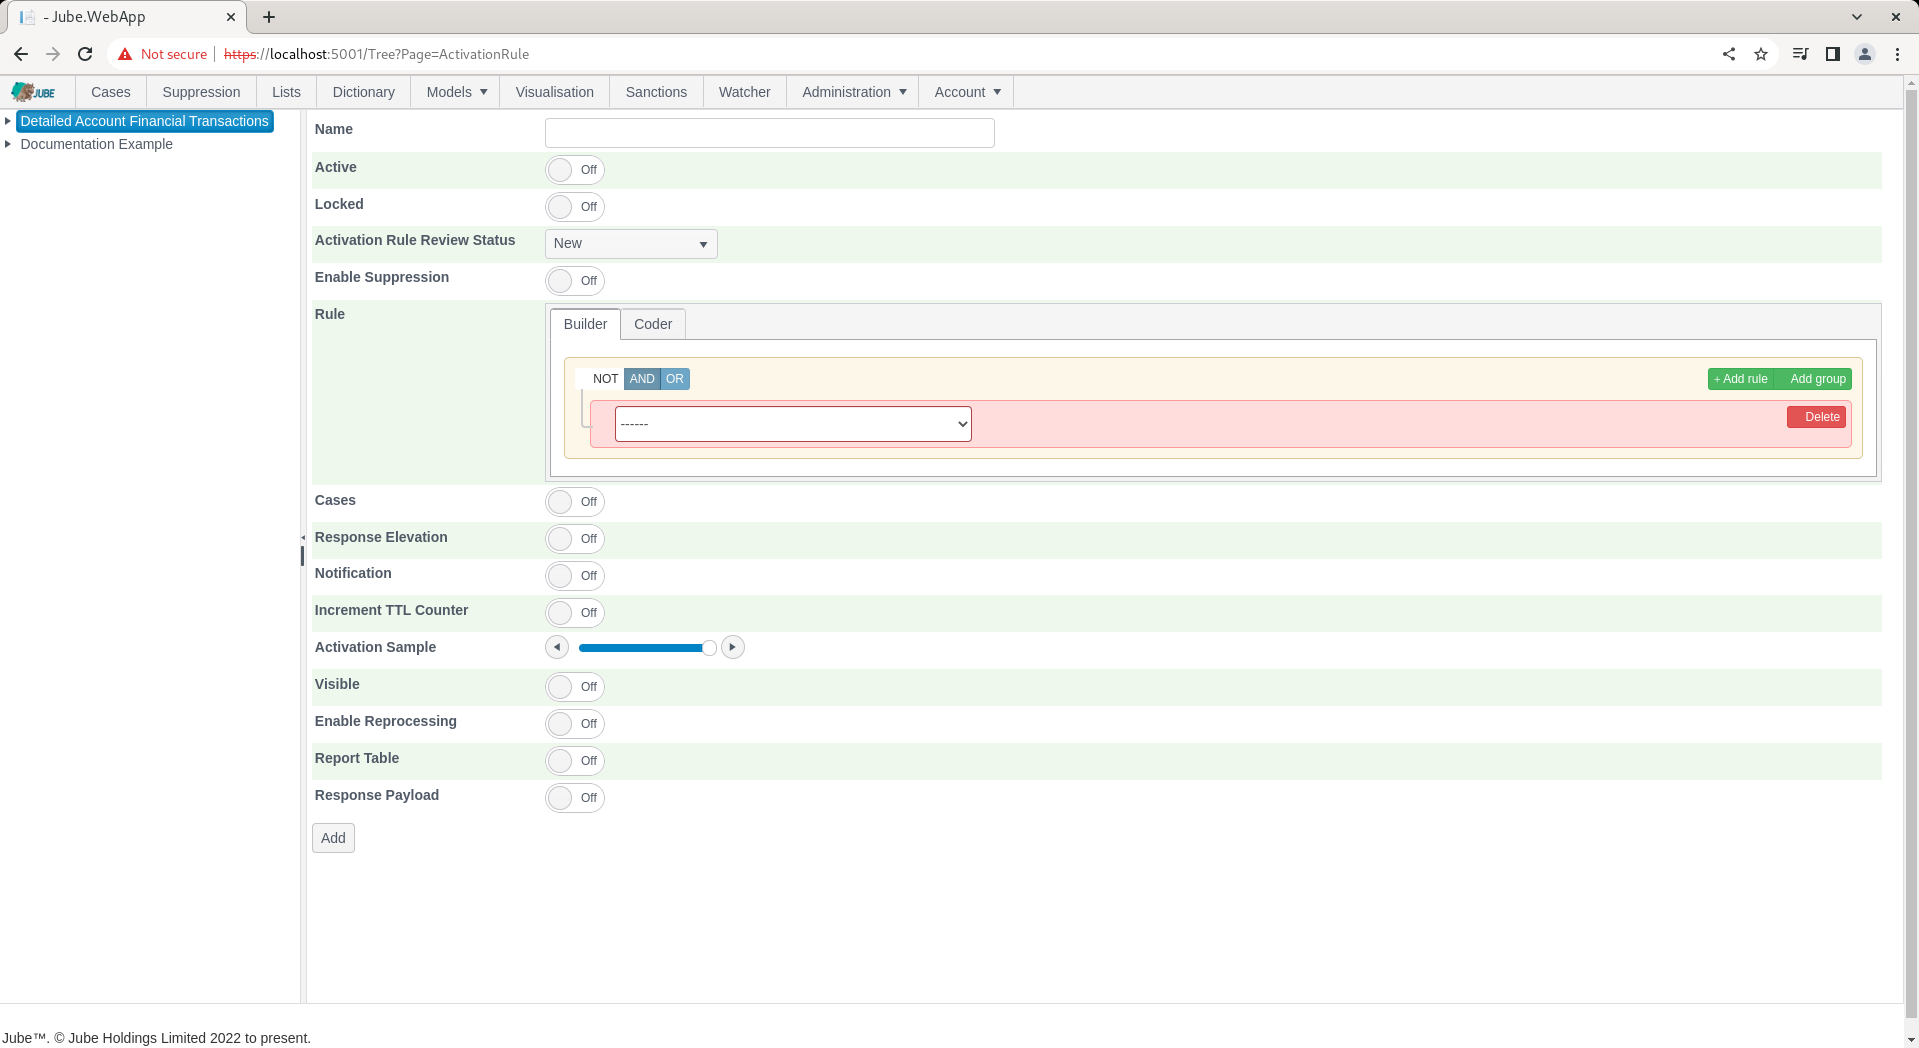 - Jube.WebApp
Not secure https://localhost:5001/Tree?Page=ActivationRule
JUBE Cases Suppression Lists Dictionary Models Visualisation Sanctions Watcher Administration Account
Detailed Account Financial Transactions
Documentation Example
Name
Active Off
Locked Off
Activation Rule Review Status New
Enable Suppression Off
Rule Builder Coder
NOT AND OR + Add rule Add group
------ Delete
Cases Off
Response Elevation Off
Notification Off
Increment TTL Counter Off
Activation Sample
Visible Off
Enable Reprocessing Off
Report Table Off
Response Payload Off
Add
Jube™. © Jube Holdings Limited 2022 to present.